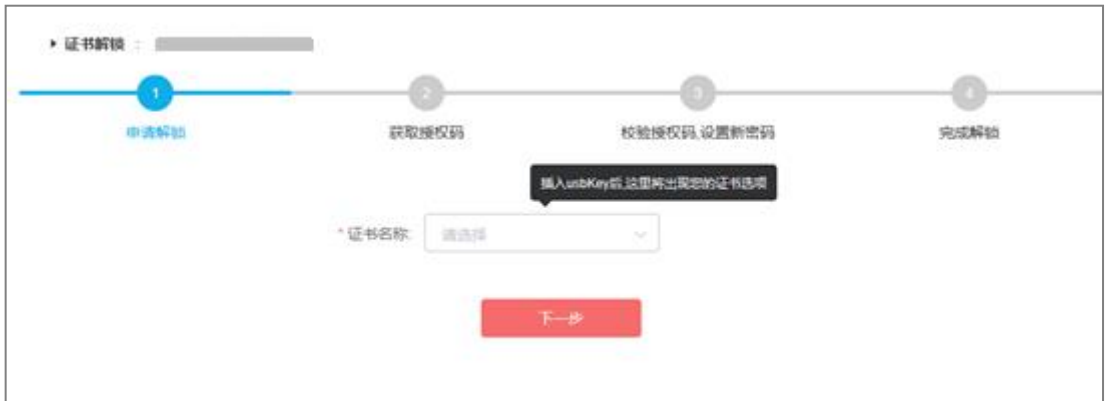 证书解锁 :
1
2
3
4
申请解锁
获取授权码
校验授权码,设置新密码
完成解锁
插入usbKey后,这里将出现您的证书选项
*证书名称:
请选择
下一步